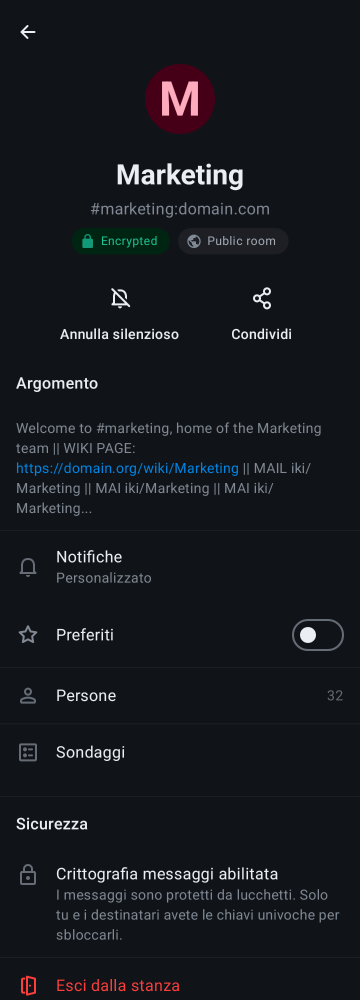 M
Marketing
#marketing:domain.com
Encrypted
Public room
Annulla silenzioso
Condividi
Argomento
Welcome to #marketing, home of the Marketing
team || WIKI PAGE:
https://domain.org/wiki/Marketing || MAIL iki/
Marketing || MAI iki/Marketing || MAI iki/
Marketing...
Notifiche
Personalizzato
Preferiti
Persone
32
Sondaggi
Sicurezza
Crittografia messaggi abilitata
I messaggi sono protetti da lucchetti. Solo
tu e i destinatari avete le chiavi univoche per
sbloccarli.
Esci dalla stanza